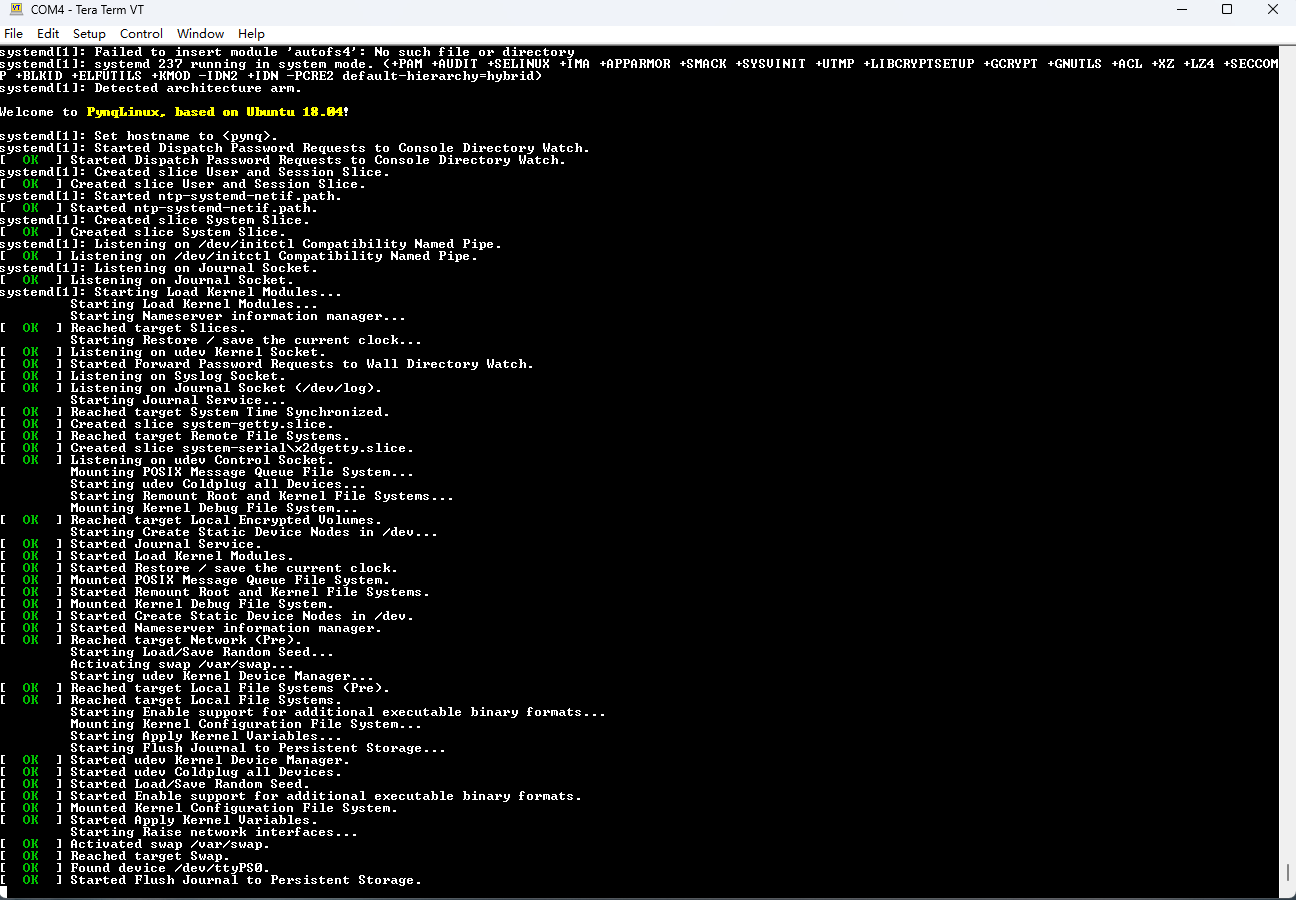 COM4 - Tera Term VT
File Edit Setup Control Window Help
systemd[1]: Failed to insert module 'autofs4': No such file or directory
systemd[1]: systemd 237 running in system mode. (+PAM +AUDIT +SELINUX +IMA +APPARMOR +SMACK +SYSVINIT +UTMP +LIBCRYPTSETUP +GCRYPT +GNUTLS +ACL +XZ +LZ4 +SECCOM
P +BLKID +ELFUTILS +KMOD -IDN2 +IDN -PCRE2 default-hierarchy=hybrid)
systemd[1]: Detected architecture arm.
Welcome to PynqLinux, based on Ubuntu 18.04!
systemd[1]: Set hostname to <pynq>.
systemd[1]: Started Dispatch Password Requests to Console Directory Watch.
[  OK  ] Started Dispatch Password Requests to Console Directory Watch.
systemd[1]: Created slice User and Session Slice.
[  OK  ] Created slice User and Session Slice.
systemd[1]: Started ntp-systemd-netif.path.
[  OK  ] Started ntp-systemd-netif.path.
systemd[1]: Created slice System Slice.
[  OK  ] Created slice System Slice.
systemd[1]: Listening on /dev/initctl Compatibility Named Pipe.
[  OK  ] Listening on /dev/initctl Compatibility Named Pipe.
systemd[1]: Listening on Journal Socket.
[  OK  ] Listening on Journal Socket.
systemd[1]: Starting Load Kernel Modules...
Starting Load Kernel Modules...
Starting Nameserver information manager...
[  OK  ] Reached target Slices.
Starting Restore / save the current clock...
[  OK  ] Listening on udev Kernel Socket.
[  OK  ] Started Forward Password Requests to Wall Directory Watch.
[  OK  ] Listening on Syslog Socket.
[  OK  ] Listening on Journal Socket (/dev/log).
Starting Journal Service...
[  OK  ] Reached target System Time Synchronized.
[  OK  ] Created slice system-getty.slice.
[  OK  ] Reached target Remote File Systems.
[  OK  ] Created slice system-serial\x2dgetty.slice.
[  OK  ] Listening on udev Control Socket.
Mounting POSIX Message Queue File System...
Starting udev Coldplug all Devices...
Starting Remount Root and Kernel File Systems...
Mounting Kernel Debug File System...
[  OK  ] Reached target Local Encrypted Volumes.
Starting Create Static Device Nodes in /dev...
[  OK  ] Started Journal Service.
[  OK  ] Started Load Kernel Modules.
[  OK  ] Started Restore / save the current clock.
[  OK  ] Mounted POSIX Message Queue File System.
[  OK  ] Started Remount Root and Kernel File Systems.
[  OK  ] Mounted Kernel Debug File System.
[  OK  ] Started Create Static Device Nodes in /dev.
[  OK  ] Started Nameserver information manager.
[  OK  ] Reached target Network (Pre).
Starting Load/Save Random Seed...
Activating swap /var/swap...
Starting udev Kernel Device Manager...
[  OK  ] Reached target Local File Systems (Pre).
[  OK  ] Reached target Local File Systems.
Starting Enable support for additional executable binary formats...
Mounting Kernel Configuration File System...
Starting Apply Kernel Variables...
Starting Flush Journal to Persistent Storage...
[  OK  ] Started udev Kernel Device Manager.
[  OK  ] Started udev Coldplug all Devices.
[  OK  ] Started Load/Save Random Seed.
[  OK  ] Started Enable support for additional executable binary formats.
[  OK  ] Mounted Kernel Configuration File System.
[  OK  ] Started Apply Kernel Variables.
Starting Raise network interfaces...
[  OK  ] Activated swap /var/swap.
[  OK  ] Reached target Swap.
[  OK  ] Found device /dev/ttyPS0.
[  OK  ] Started Flush Journal to Persistent Storage.